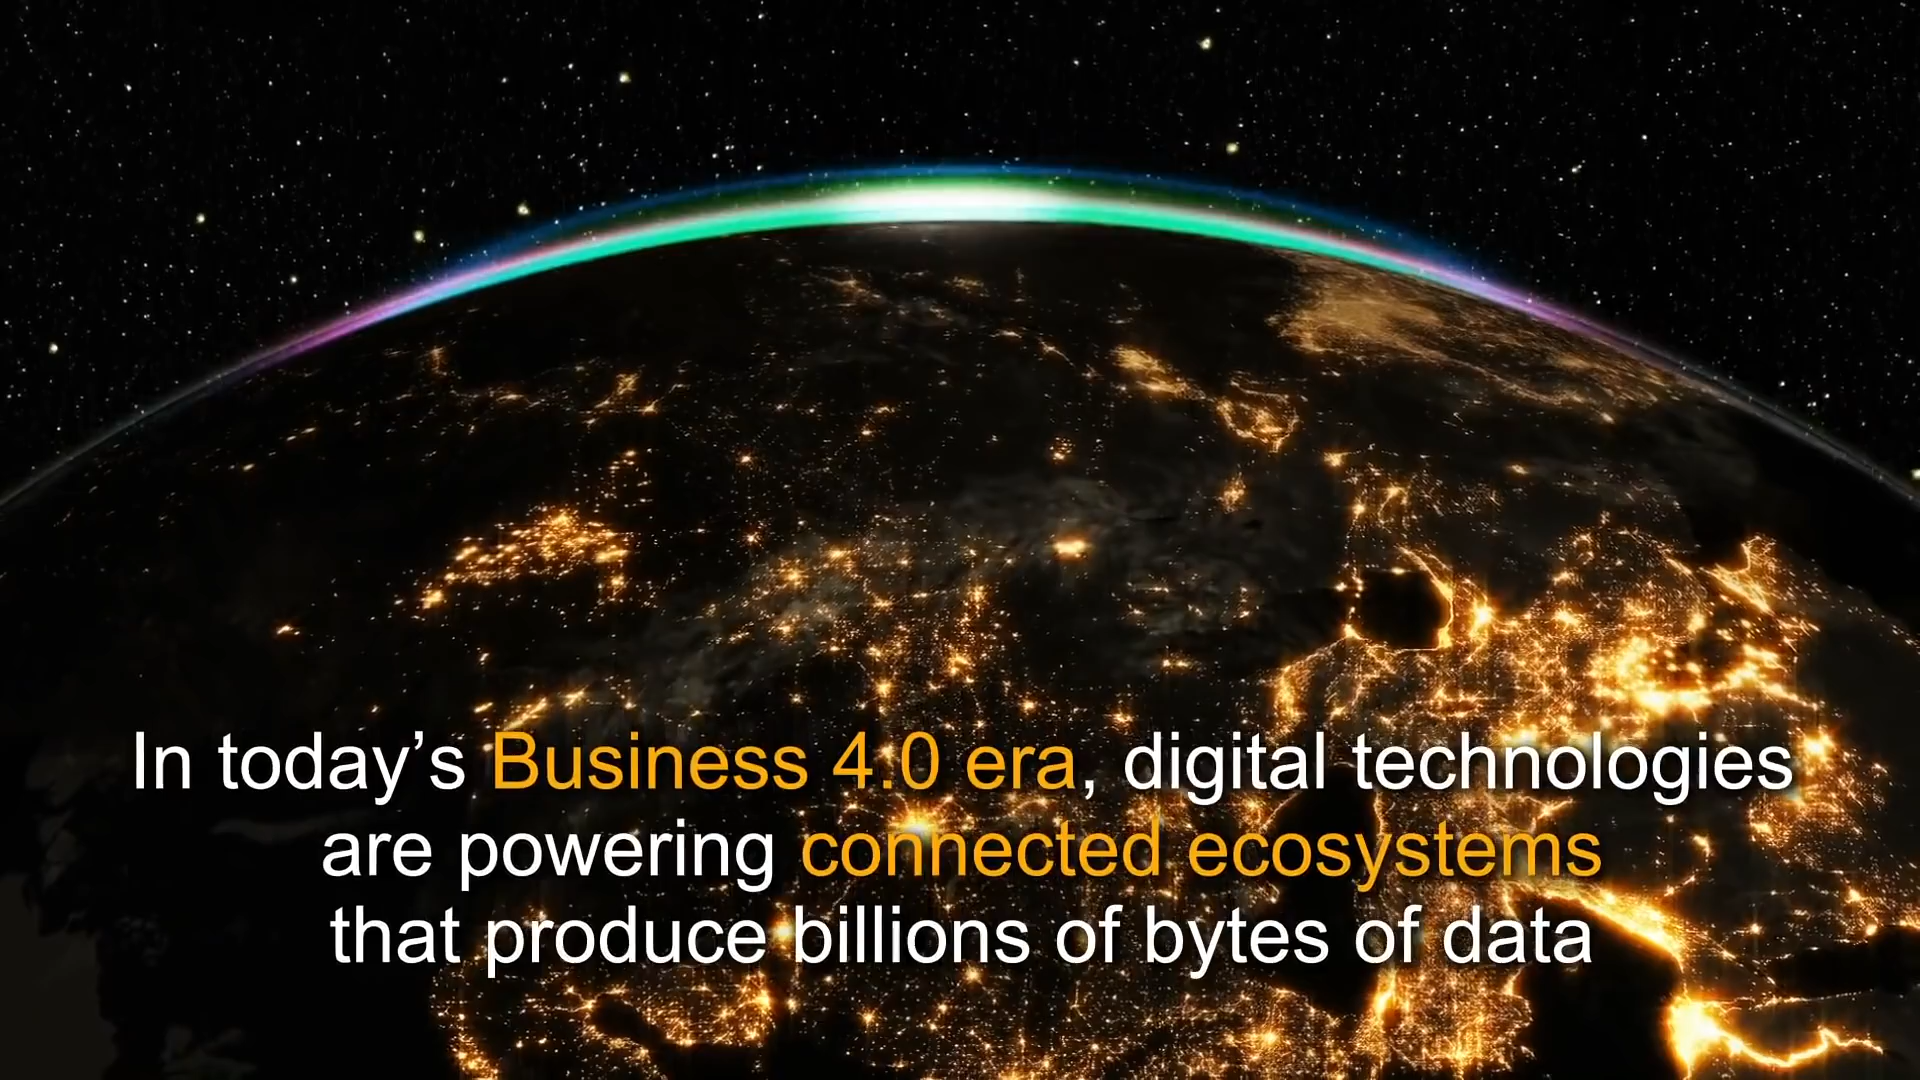 In today’s Business 4.0 era, digital technologies
are powering connected ecosystems
that produce billions of bytes of data